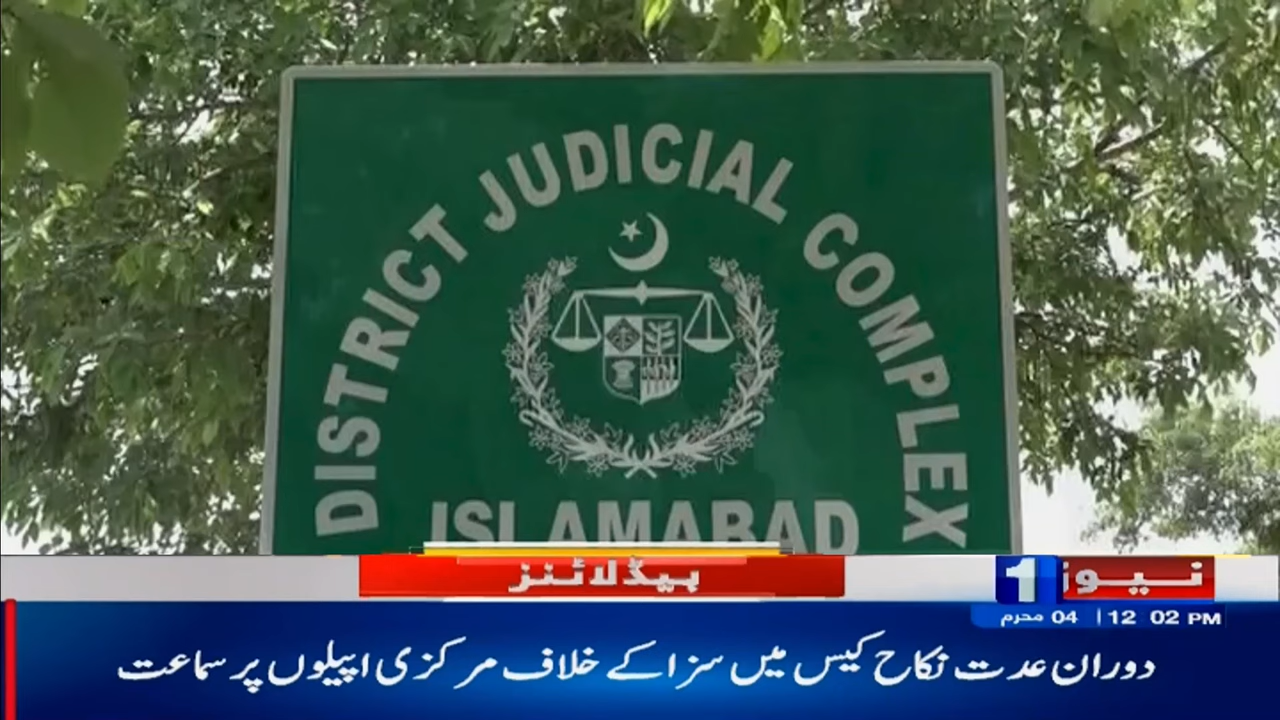 DISTRICT JUDICIAL COMPLEX
ISLAMABAD
ہیڈلائنز
نیوز 1
04 محرم | 12 02 PM
دوران عدت نکاح کیس میں سزا کے خلاف مرکزی اپیلوں پر سماعت